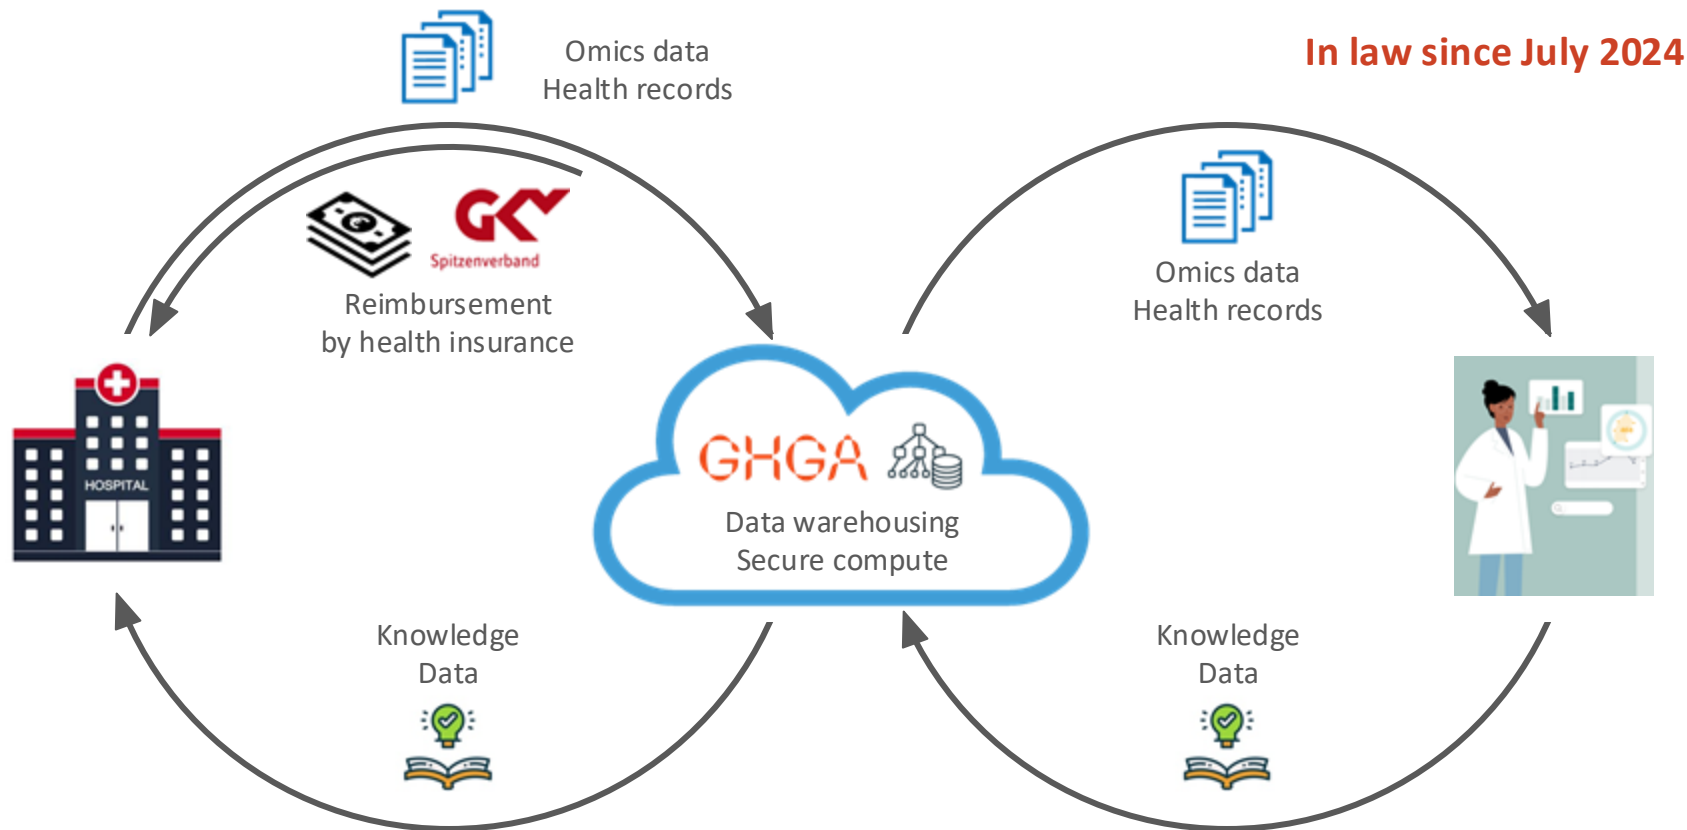 Omics data
Health records
In law since July 2024
GKV
Spitzenverband
Reimbursement
by health insurance
Omics data
Health records
HOSPITAL
GHGA
Data warehousing
Secure compute
Knowledge
Data
Knowledge
Data